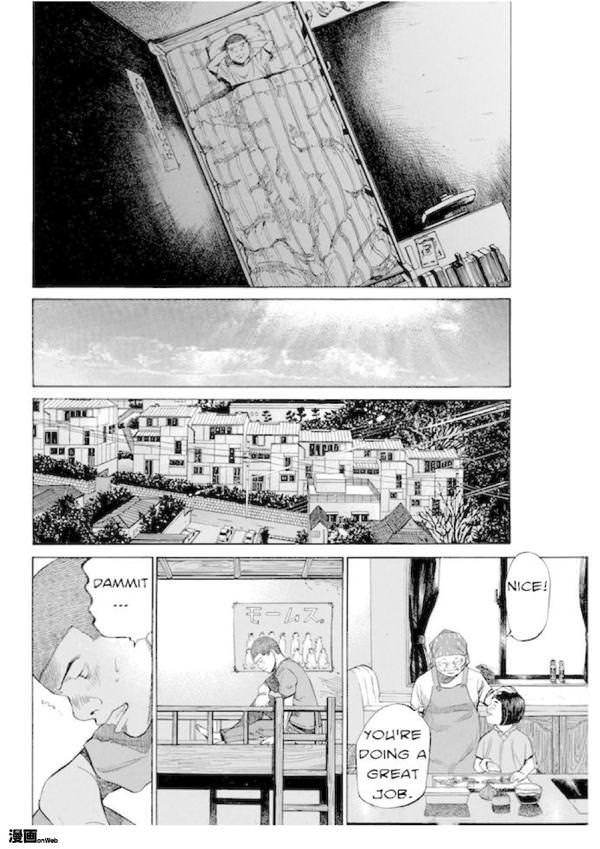 NICE!
YOU'RE
DOING A
GREAT
JOB.
モームス。
DAMMIT
...
漫画onWeb